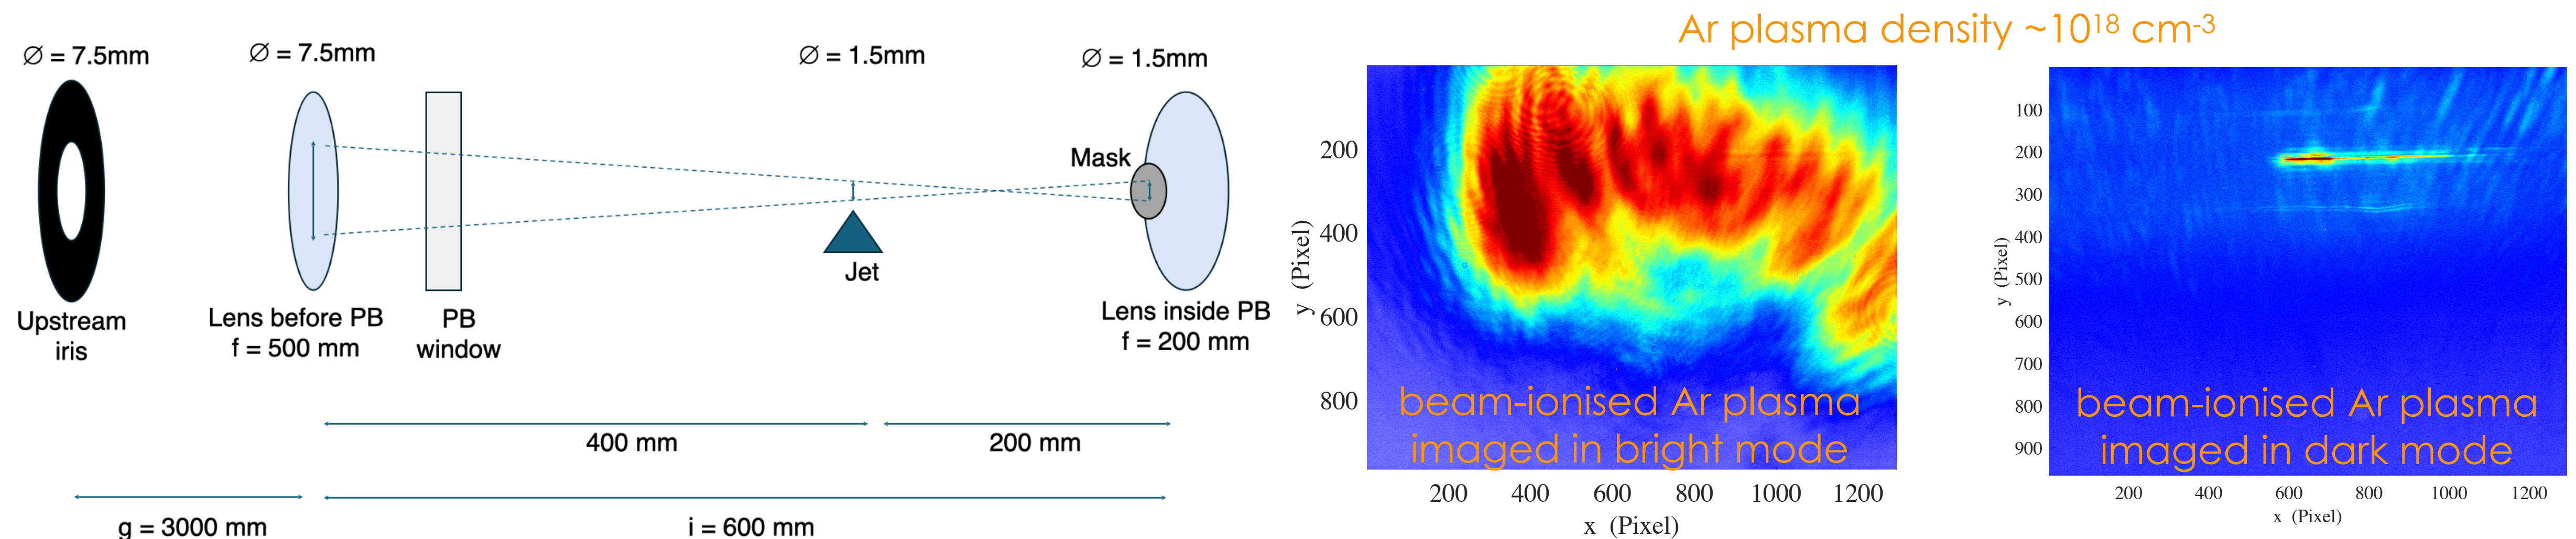 ∅ = 7.5mm
∅ = 7.5mm
∅ = 1.5mm
∅ = 1.5mm
Mask
Jet
Upstream
iris
Lens before PB
f = 500 mm
PB
window
Lens inside PB
f = 200 mm
400 mm
200 mm
g = 3000 mm
i = 600 mm
Ar plasma density ~10¹⁸ cm⁻³
y (Pixel)
200
400
600
800
beam-ionised Ar plasma
imaged in bright mode
200 400 600 800 1000 1200
x (Pixel)
y (Pixel)
100
200
300
400
500
600
700
800
900
beam-ionised Ar plasma
imaged in dark mode
200 400 600 800 1000 1200
x (Pixel)